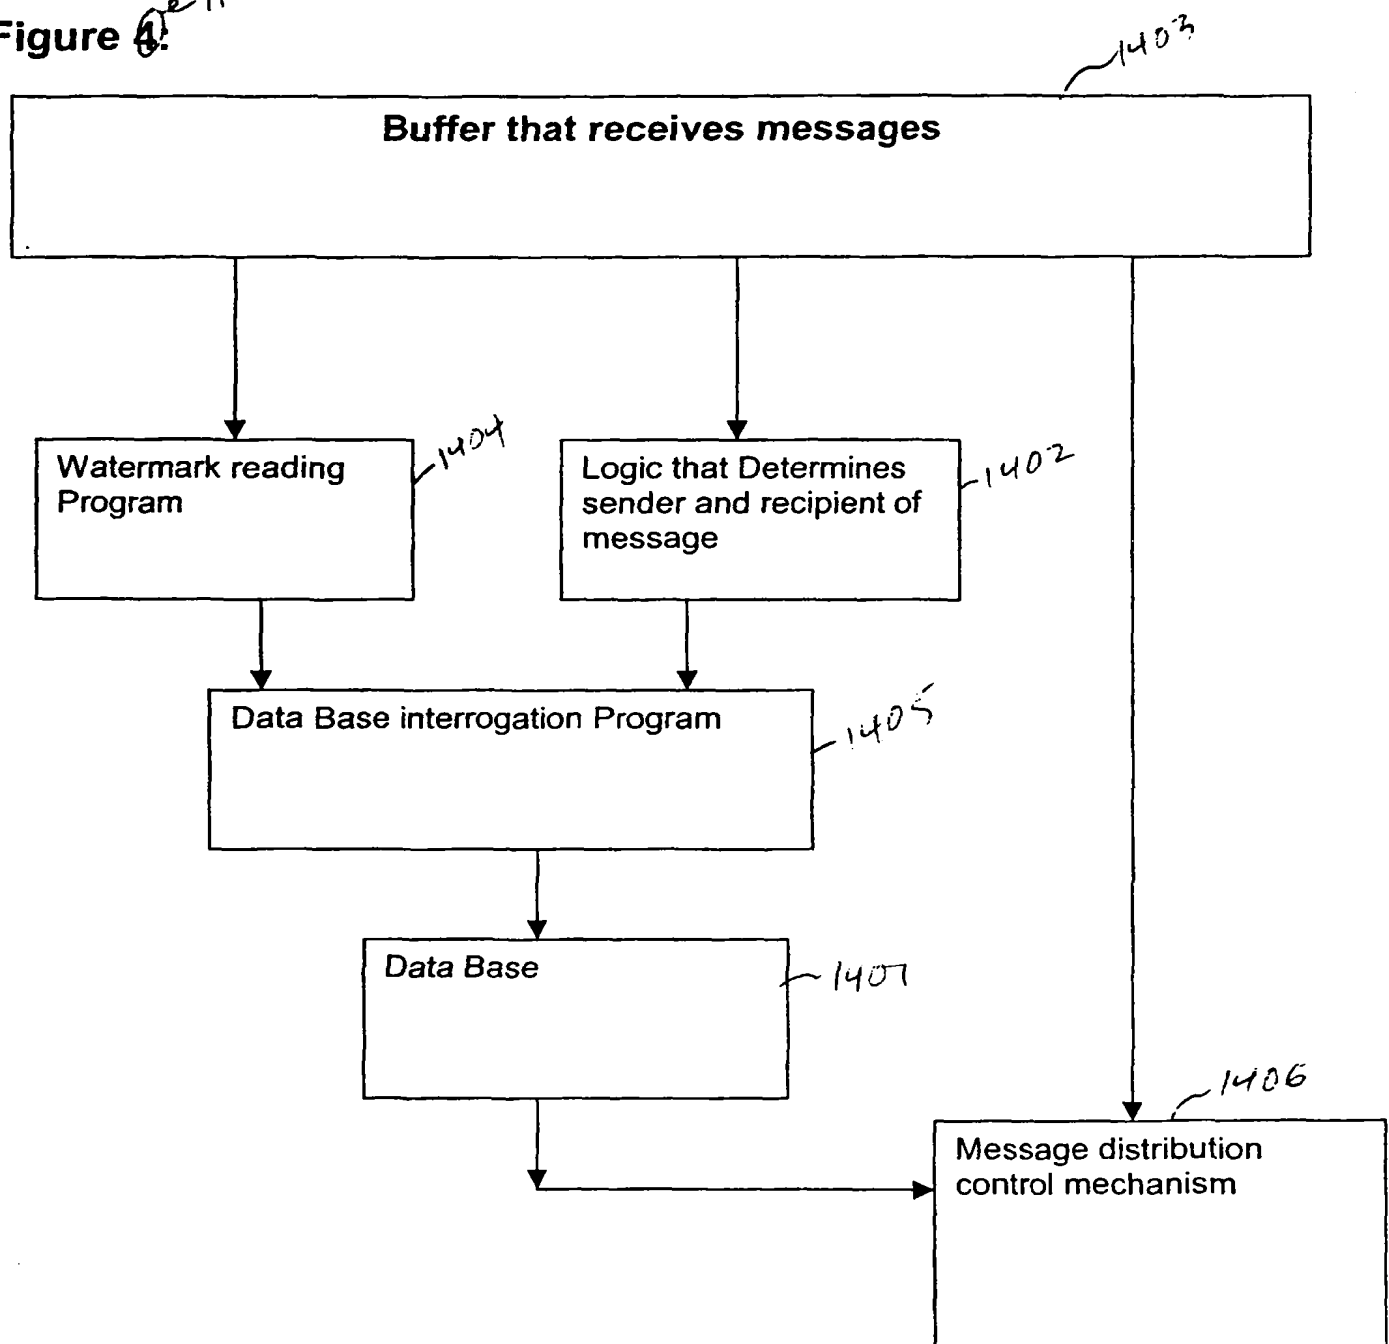 Figure 4:
1403
Buffer that receives messages
Watermark reading
Program
1404
Logic that Determines
sender and recipient of
message
1402
Data Base interrogation Program
1405
Data Base
1407
1406
Message distribution
control mechanism